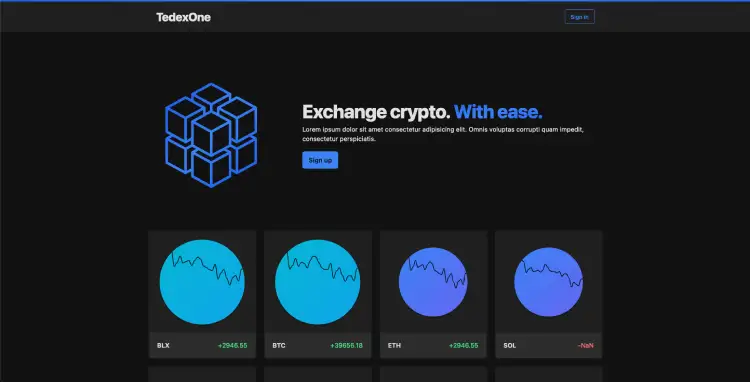 TedexOne
Sign in
Exchange crypto. With ease.
Lorem ipsum dolor sit amet consectetur adipisicing elit. Omnis voluptas corrupti quam impedit,
consectetur perspiciatis.
Sign up
BLX +2946.55
BTC +39656.18
ETH +2946.55
SOL -NaN